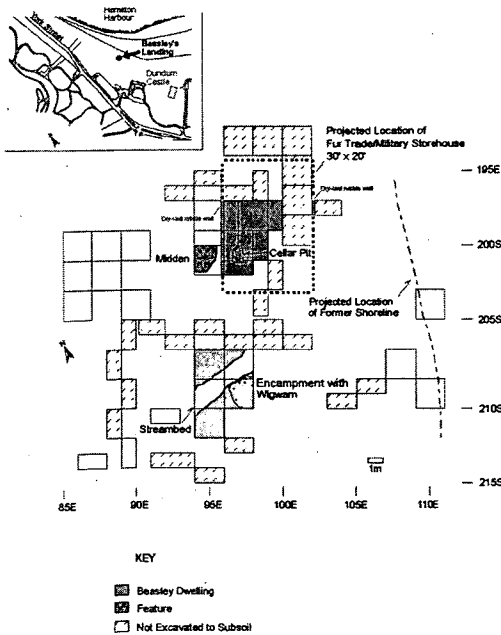 Hamilton
Harbour
York Street
Beasley's
Landing
Dundurn
Castle
Projected Location of
Fur Trade/Military Storehouse
30' x 20'
195E
Dry-laid rubble wall
Dry-laid rubble wall
Midden
Cellar Pit
200S
Projected Location
of Former Shoreline
205S
Encampment with
Wigwam
Streambed
210S
1m
215S
85E
90E
95E
100E
105E
110E
KEY
Beasley Dwelling
Feature
Not Excavated to Subsoil